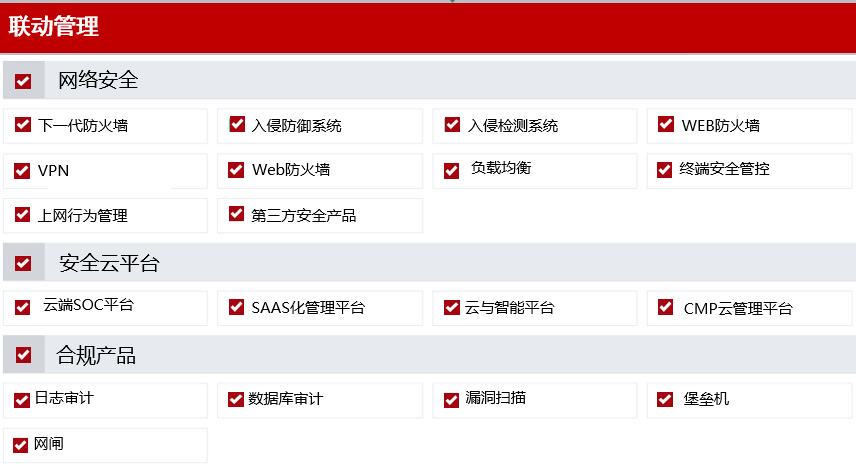 联动管理
网络安全
下一代防火墙 入侵防御系统 入侵检测系统 WEB防火墙
VPN Web防火墙 负载均衡 终端安全管控
上网行为管理 第三方安全产品
安全云平台
云端SOC平台 SAAS化管理平台 云与智能平台 CMP云管理平台
合规产品
日志审计 数据库审计 漏洞扫描 堡垒机
网闸